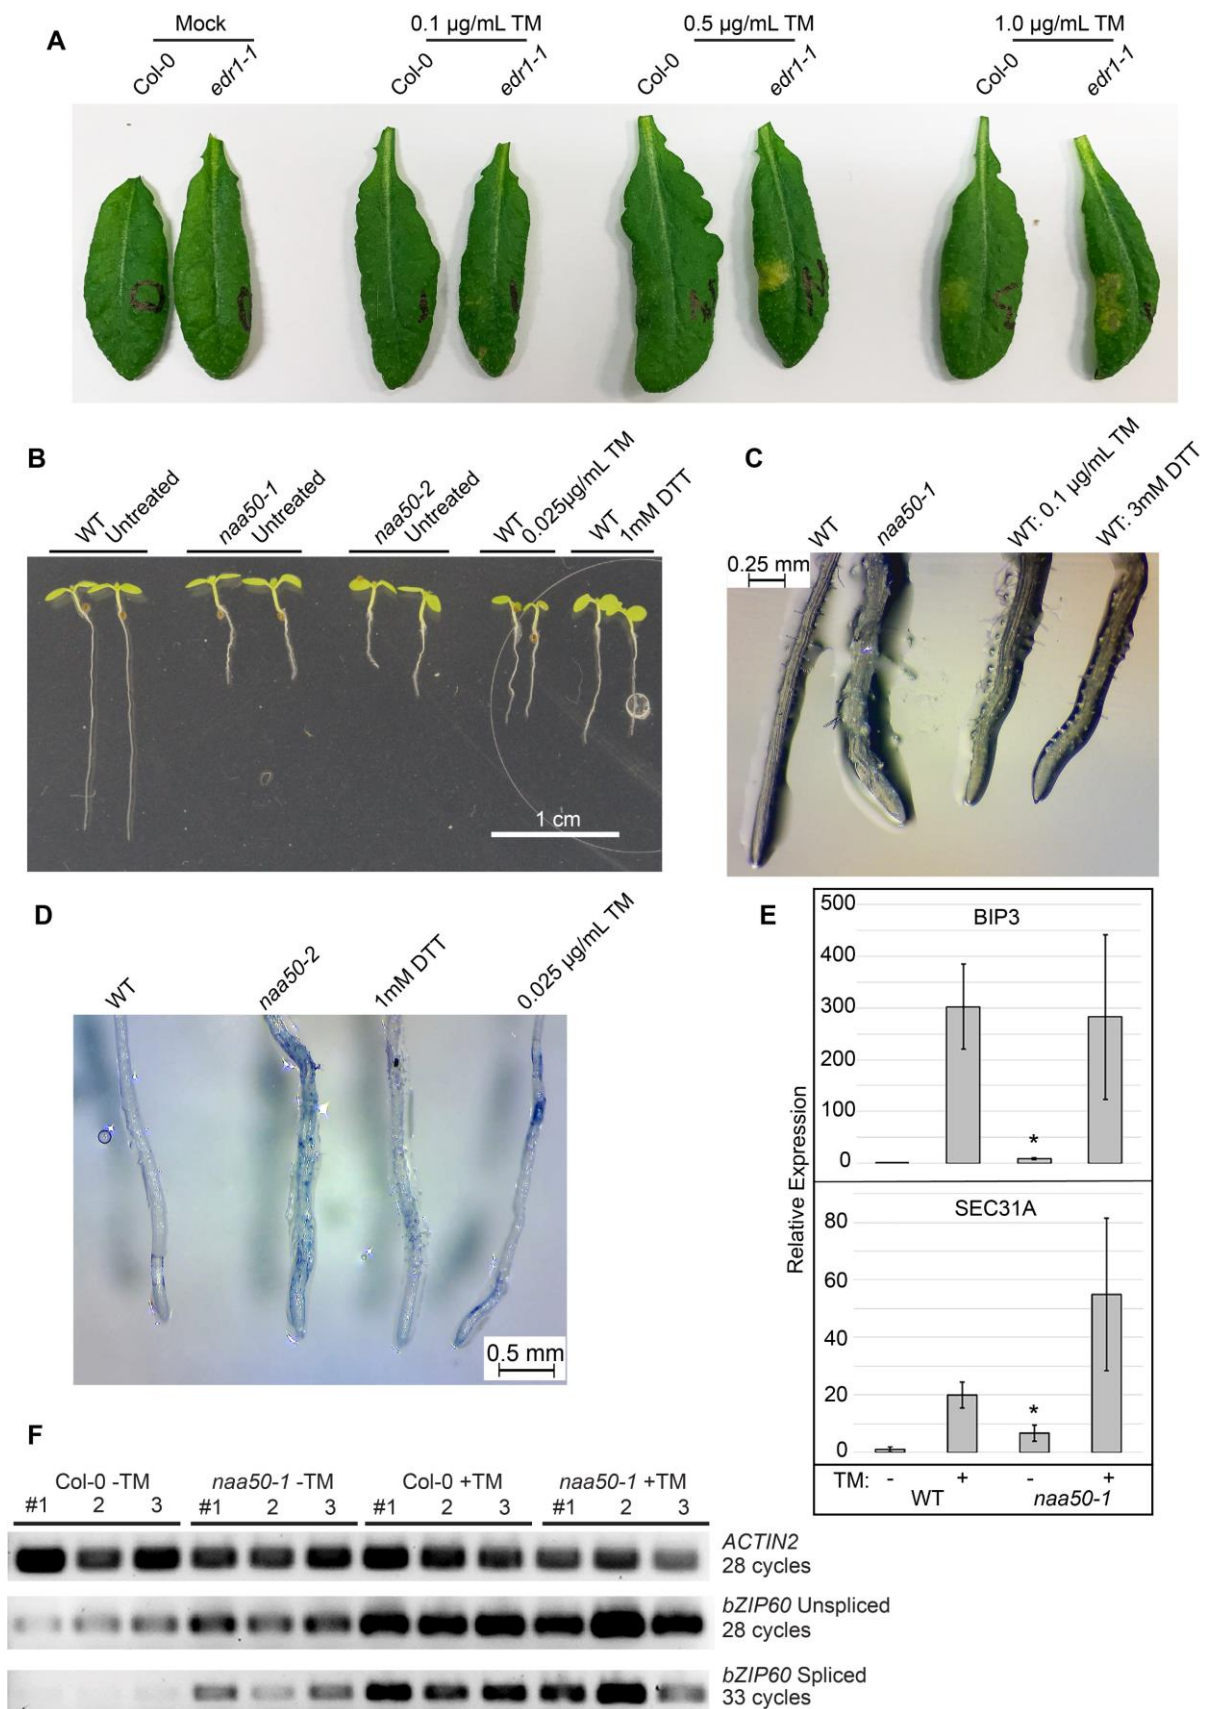 A
Mock
0.1 µg/mL TM
0.5 µg/mL TM
1.0 µg/mL TM
Col-0
edr1-1
Col-0
edr1-1
Col-0
edr1-1
Col-0
edr1-1
B
WT
Untreated
naa50-1
Untreated
naa50-2
Untreated
WT
0.025µg/mL TM
WT
1mM DTT
1 cm
C
WT
naa50-1
WT: 0.1 µg/mL TM
WT: 3mM DTT
0.25 mm
D
WT
naa50-2
1mM DTT
0.025 µg/mL TM
0.5 mm
E
Relative Expression
BIP3
500
400
300
200
100
0
*
SEC31A
80
60
40
20
0
*
TM: - + - +
WT naa50-1
F
Col-0 -TM naa50-1 -TM Col-0 +TM naa50-1 +TM
#1 2 3 #1 2 3 #1 2 3 #1 2 3
ACTIN2
28 cycles
bZIP60 Unspliced
28 cycles
bZIP60 Spliced
33 cycles